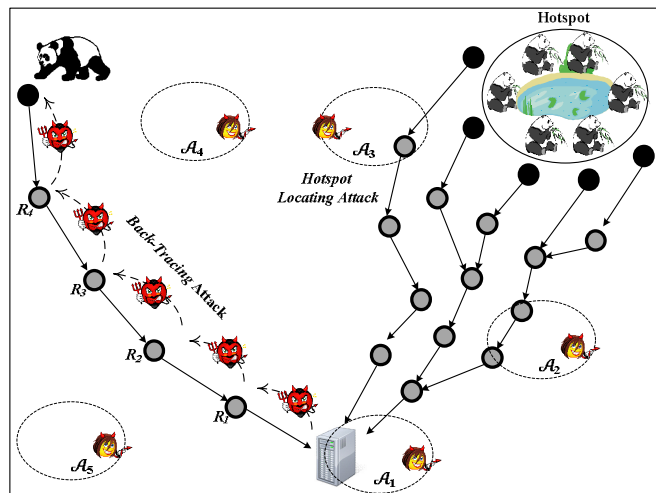 Hotspot
A4
A3
Hotspot
Locating Attack
R4
Back-Tracing Attack
R3
R2
A2
R1
A5
A1